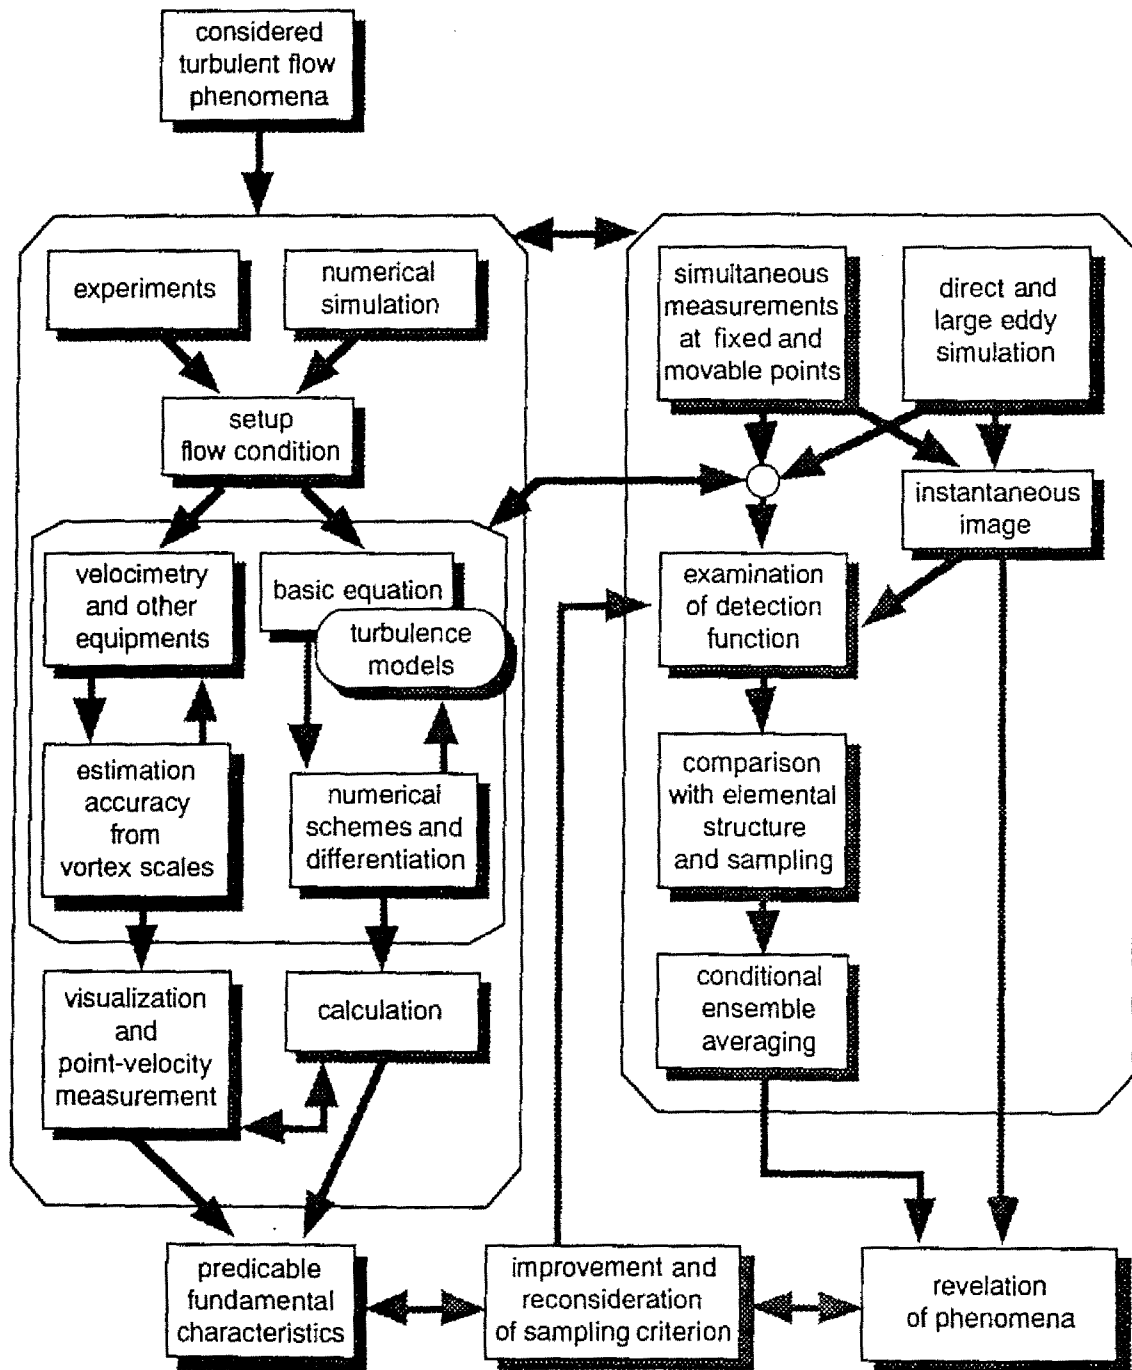 considered
turbulent flow
phenomena
experiments
numerical
simulation
setup
flow condition
velocimetry
and other
equipments
basic equation
turbulence
models
estimation
accuracy
from
vortex scales
numerical
schemes and
differentiation
visualization
and
point-velocity
measurement
calculation
simultaneous
measurements
at fixed and
movable points
direct and
large eddy
simulation
instantaneous
image
examination
of detection
function
comparison
with elemental
structure
and sampling
conditional
ensemble
averaging
predicable
fundamental
characteristics
improvement and
reconsideration
of sampling criterion
revelation
of phenomena